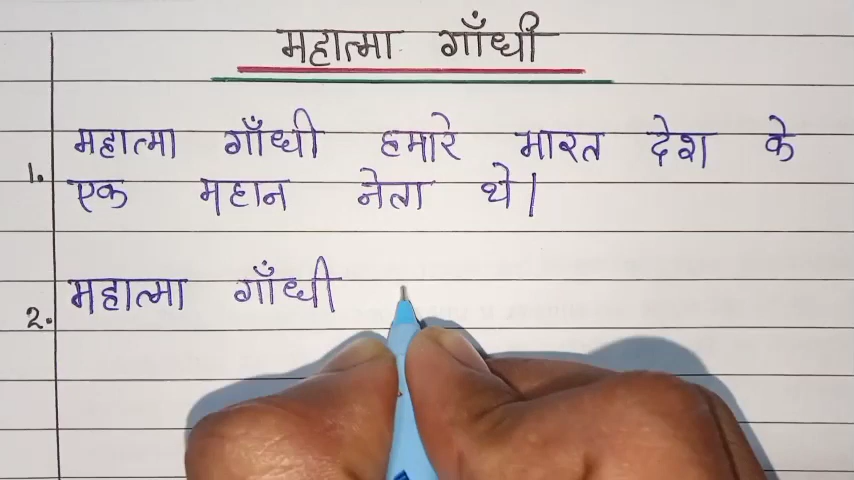 महात्मा गाँधी
1. महात्मा गाँधी हमारे भारत देश के
एक महान नेता थे।
2. महात्मा गाँधी